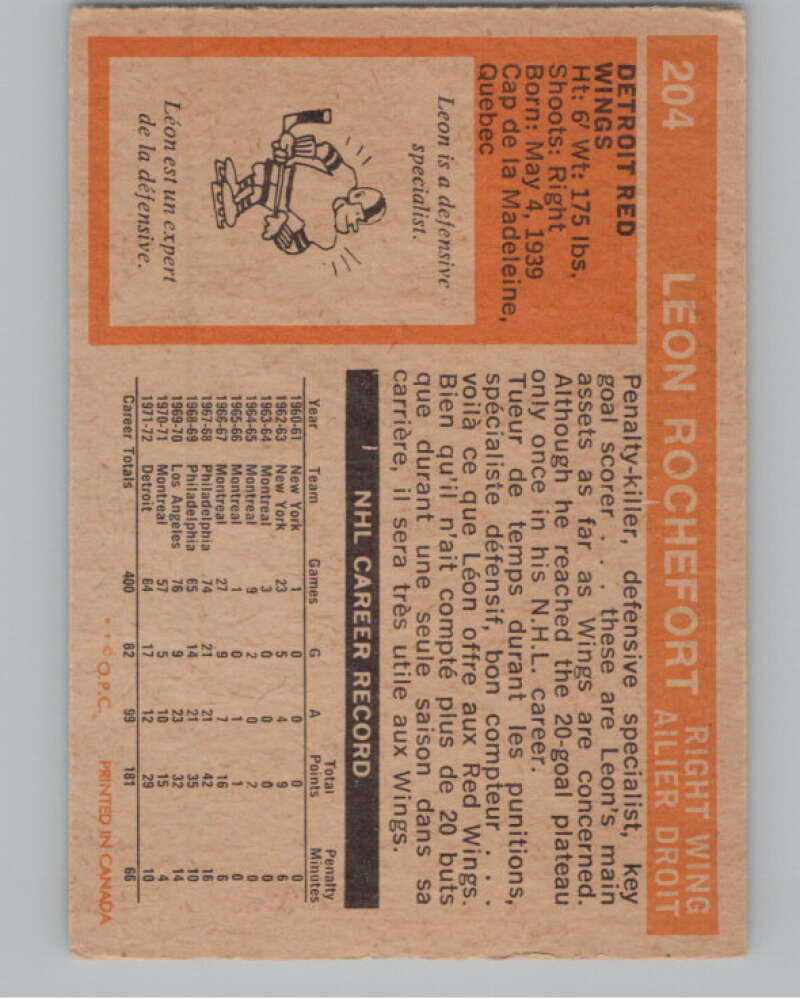 204 LEON ROCHEFORT RIGHT WING
AILIER DROIT
DETROIT RED
WINGS
Ht: 6' Wt: 175 lbs.
Shoots: Right
Born: May 4, 1939
Cap de la Madeleine,
Quebec
Leon is a defensive
specialist.
Léon est un expert
de la défensive.
Penalty-killer, defensive specialist, key
goal scorer . . . these are Leon's main
assets as far as Wings are concerned.
Although he reached the 20-goal plateau
only once in his N.H.L. career.
Tueur de temps durant les punitions,
spécialiste défensif, bon compteur . . .
voilà ce que Léon offre aux Red Wings.
Bien qu'il n'ait compté plus de 20 buts
que durant une seule saison dans sa
carrière, il sera très utile aux Wings.
NHL CAREER RECORD
Year Team Games G A Total Points Penalty Minutes
1960-61 New York 1 0 0 0 0
1962-63 New York 23 5 4 9 6
1963-64 Montreal 3 0 0 0 0
1964-65 Montreal 9 2 0 2 0
1965-66 Montreal 1 0 1 1 0
1966-67 Montreal 27 9 7 16 6
1967-68 Philadelphia 74 21 21 42 16
1968-69 Philadelphia 65 14 21 35 10
1969-70 Los Angeles 76 9 23 32 14
1970-71 Montreal 57 5 10 15 4
1971-72 Detroit 64 17 12 29 10
Career Totals 400 82 99 181 66
* * © O.P.C. PRINTED IN CANADA